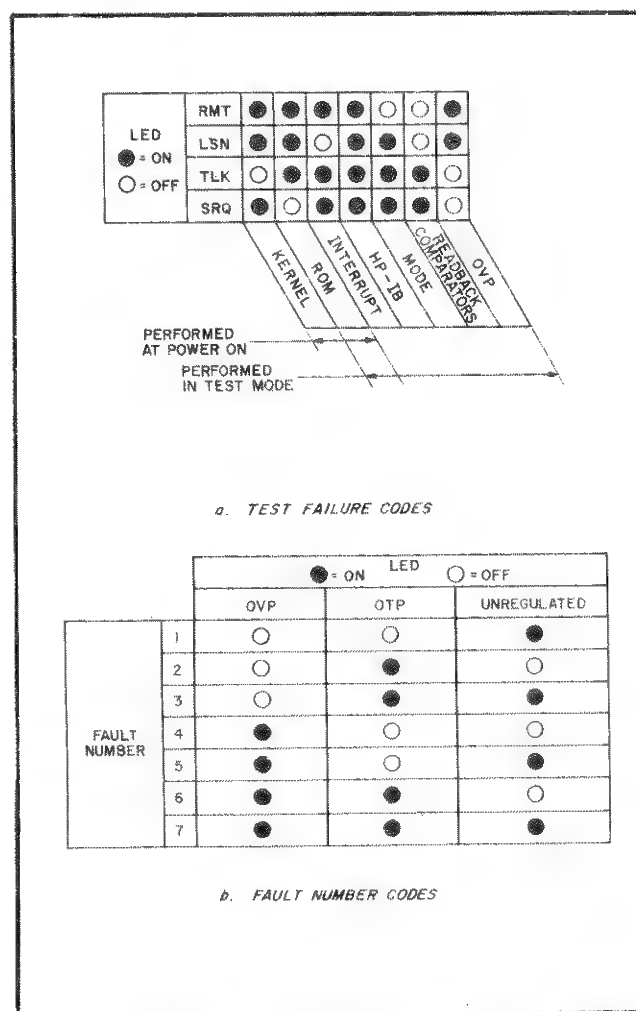 RMT
LED
LSN
● = ON
TLK
○ = OFF
SRQ
KERNEL
ROM
INTERRUPT
HP-IB
MODE
READBACK
COMPARATORS
OVP
PERFORMED
AT POWER ON
PERFORMED
IN TEST MODE
a. TEST FAILURE CODES
LED
● = ON ○ = OFF
OVP OTP UNREGULATED
FAULT
NUMBER
1
2
3
4
5
6
7
b. FAULT NUMBER CODES